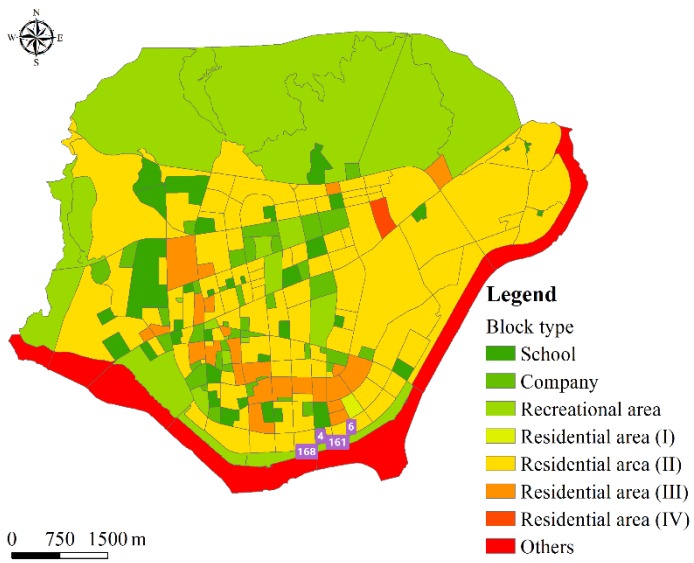 N
W E
S
4
6
161
168
Legend
Block type
School
Company
Recreational area
Residential area (I)
Residential area (II)
Residential area (III)
Residential area (IV)
Others
0 750 1500 m